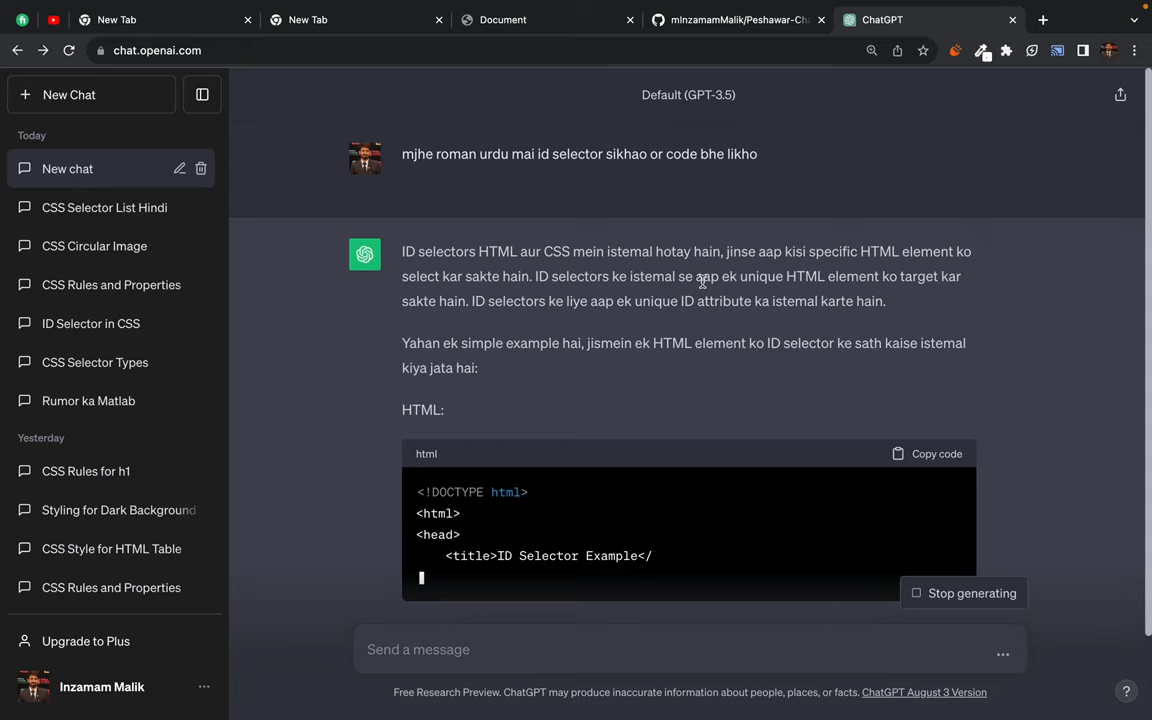 New Tab
New Tab
Document
mInzamamMalik/Peshawar-Cha
ChatGPT
chat.openai.com
New Chat
Default (GPT-3.5)
Today
New chat
CSS Selector List Hindi
CSS Circular Image
CSS Rules and Properties
ID Selector in CSS
CSS Selector Types
Rumor ka Matlab
Yesterday
CSS Rules for h1
Styling for Dark Background
CSS Style for HTML Table
CSS Rules and Properties
Upgrade to Plus
Inzamam Malik
mjhe roman urdu mai id selector sikhao or code bhe likho
ID selectors HTML aur CSS mein istemal hotay hain, jinse aap kisi specific HTML element ko
select kar sakte hain. ID selectors ke istemal se aap ek unique HTML element ko target kar
sakte hain. ID selectors ke liye aap ek unique ID attribute ka istemal karte hain.
Yahan ek simple example hai, jismein ek HTML element ko ID selector ke sath kaise istemal
kiya jata hai:
HTML:
html
Copy code
<!DOCTYPE html>
<html>
<head>
<title>ID Selector Example</
Stop generating
Send a message
Free Research Preview. ChatGPT may produce inaccurate information about people, places, or facts. ChatGPT August 3 Version